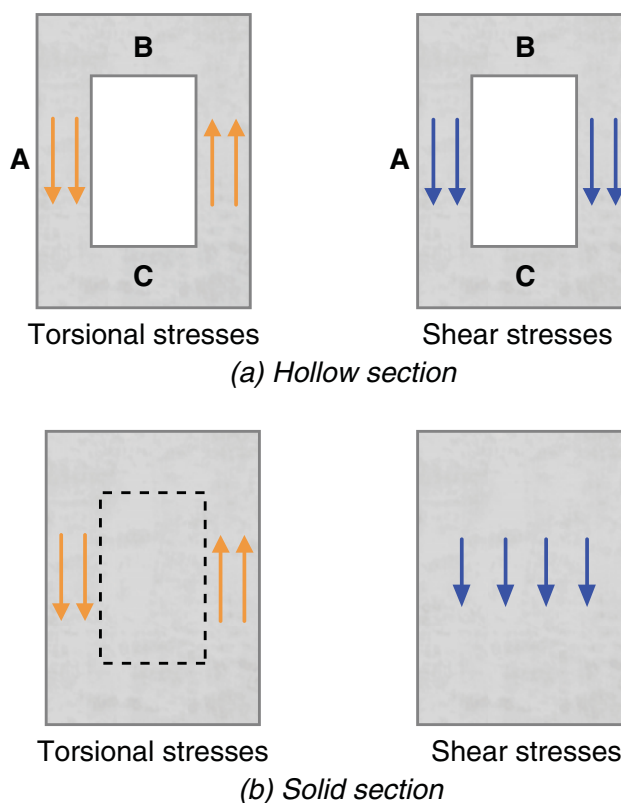 B B
A A
C C
Torsional stresses Shear stresses
(a) Hollow section
Torsional stresses Shear stresses
(b) Solid section